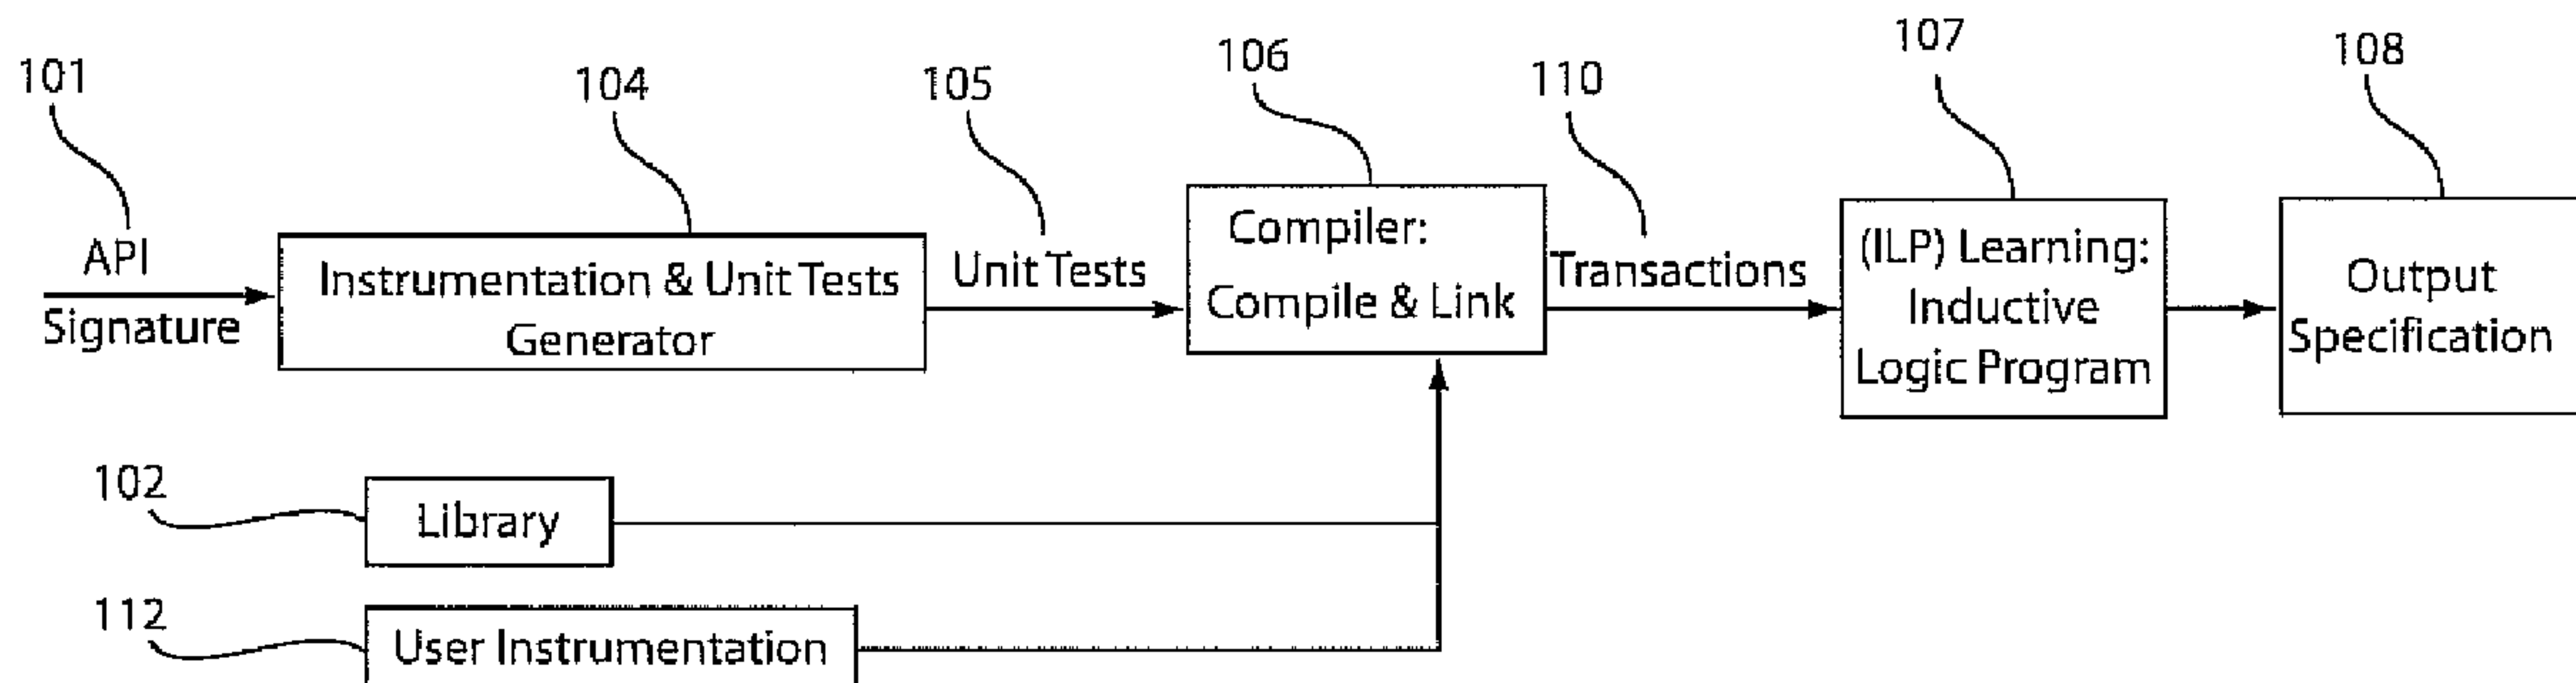 101
104
105
106
110
107
108
API
Signature
Instrumentation & Unit Tests
Generator
Unit Tests
Compiler:
Compile & Link
Transactions
(ILP) Learning:
Inductive
Logic Program
Output
Specification
102
Library
112
User Instrumentation